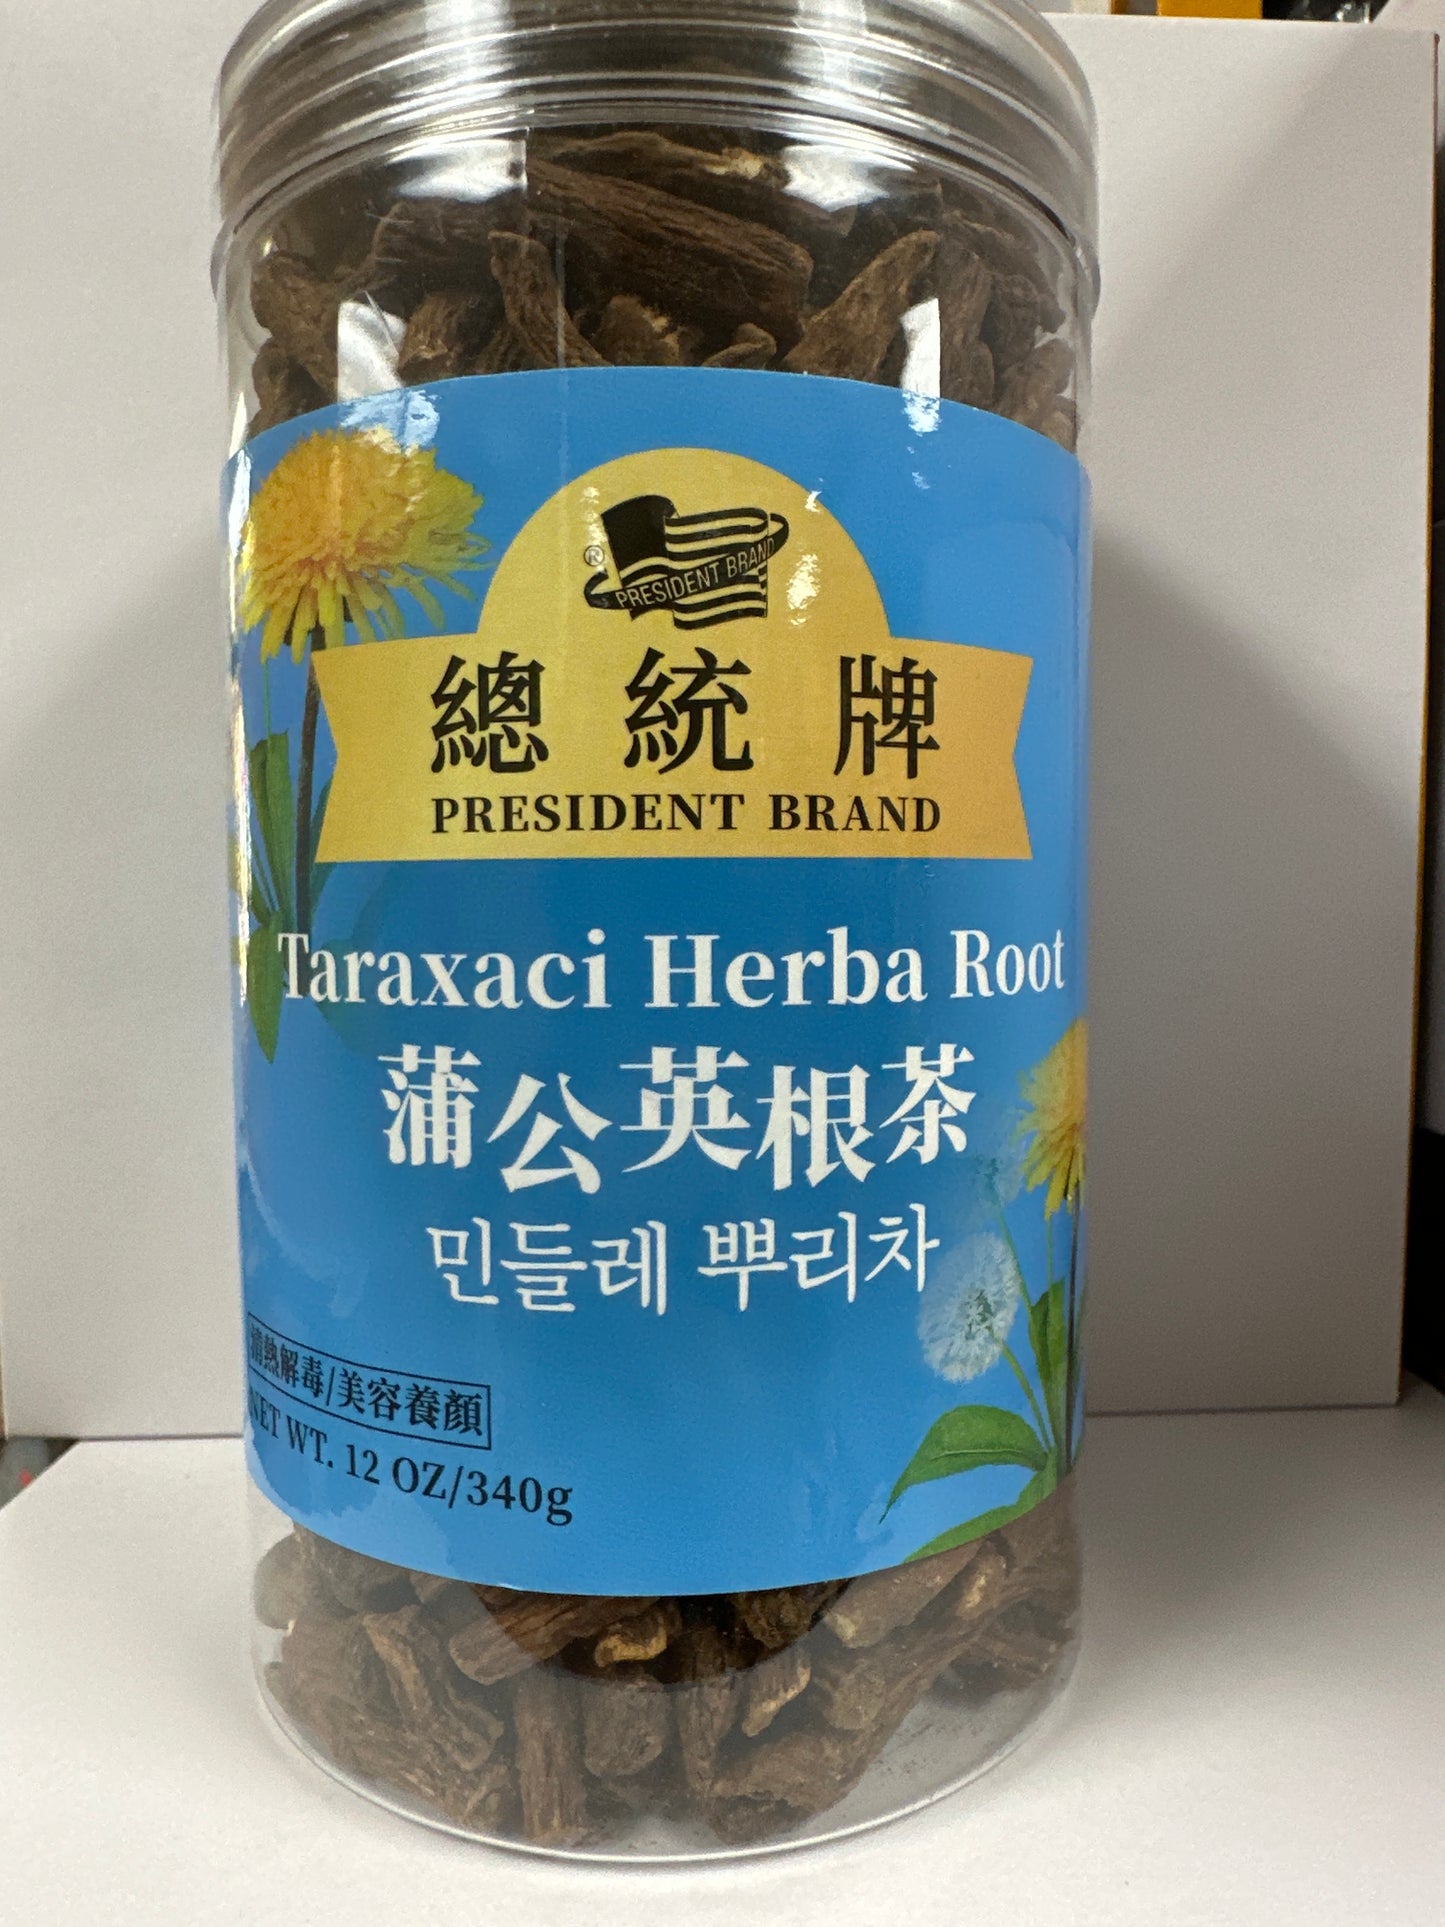 ®
PRESIDENT BRAND
總統牌
PRESIDENT BRAND
Taraxaci Herba Root
蒲公英根茶
민들레 뿌리차
清熱解毒/美容養顏
NET WT. 12 OZ/340g